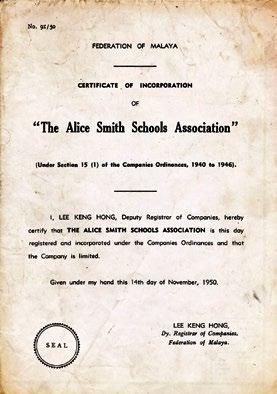 No. 92/50
FEDERATION OF MALAYA
CERTIFICATE OF INCORPORATION
OF
"The Alice Smith Schools Association"
(Under Section 15 (1) of the Companies Ordinances, 1940 to 1946).
I, LEE KENG HONG, Deputy Registrar of Companies, hereby
certify that THE ALICE SMITH SCHOOLS ASSOCIATION is this day
registered and incorporated under the Companies Ordinances and that
the Company is limited.
Given under my hand this 14th day of November, 1950.
LEE KENG HONG,
Dy. Registrar of Companies,
Federation of Malaya.
SEAL